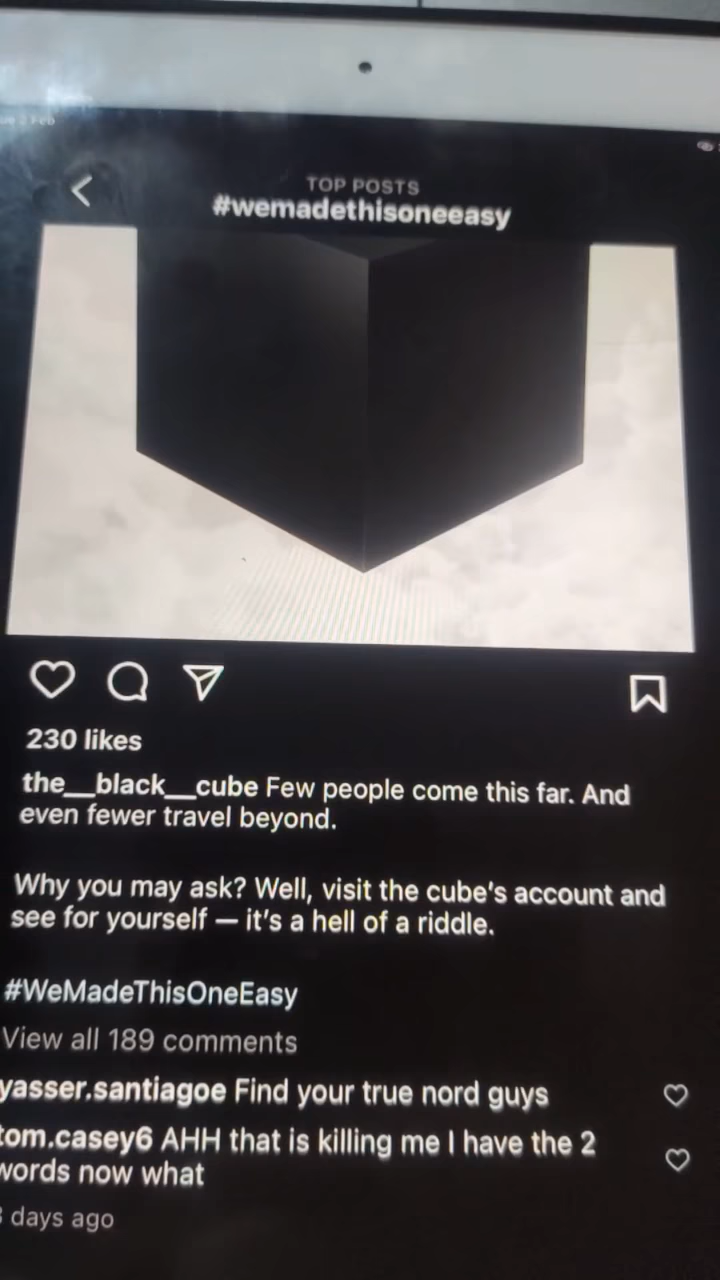 TOP POSTS
#wemadethisoneeasy
230 likes
the__black__cube Few people come this far. And
even fewer travel beyond.
Why you may ask? Well, visit the cube's account and
see for yourself — it's a hell of a riddle.
#WeMadeThisOneEasy
View all 189 comments
yasser.santiagoe Find your true nord guys
tom.casey6 AHH that is killing me I have the 2
words now what
days ago